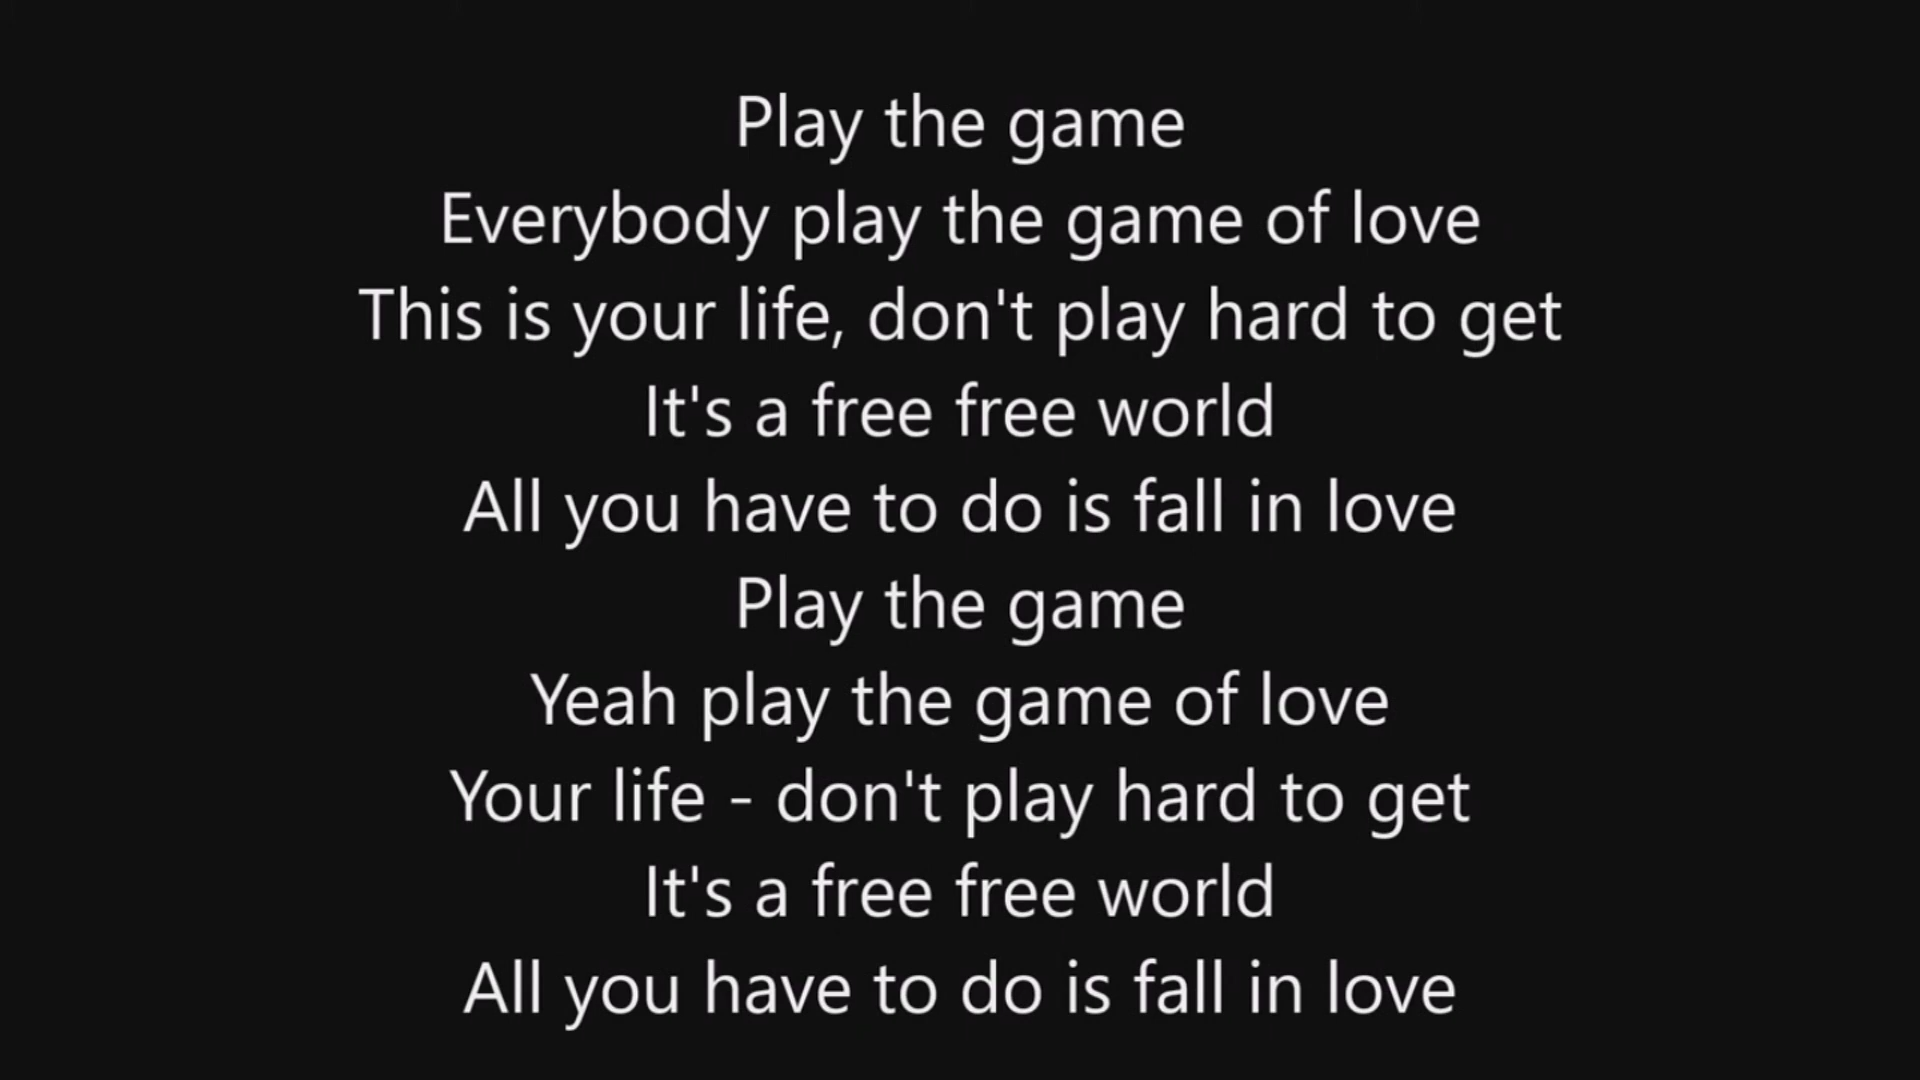 Play the game
Everybody play the game of love
This is your life, don't play hard to get
It's a free free world
All you have to do is fall in love
Play the game
Yeah play the game of love
Your life - don't play hard to get
It's a free free world
All you have to do is fall in love